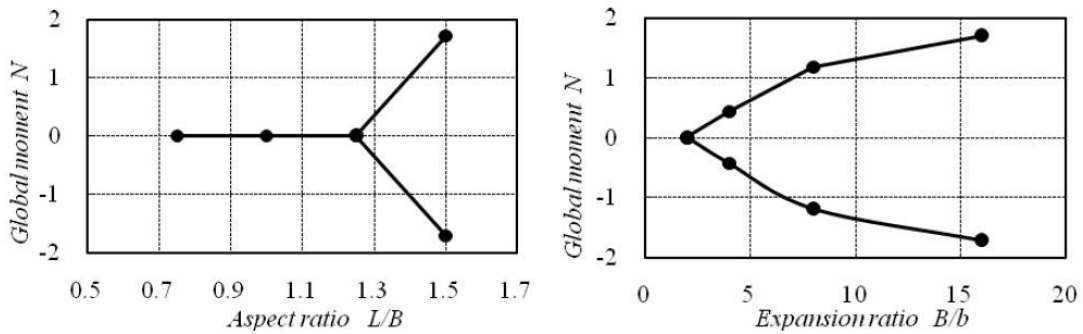 2
1
0
-1
-2
Global moment N
0.5 0.7 0.9 1.1 1.3 1.5 1.7
Aspect ratio L/B
2
1
0
-1
-2
Global moment N
0 5 10 15 20
Expansion ratio B/b